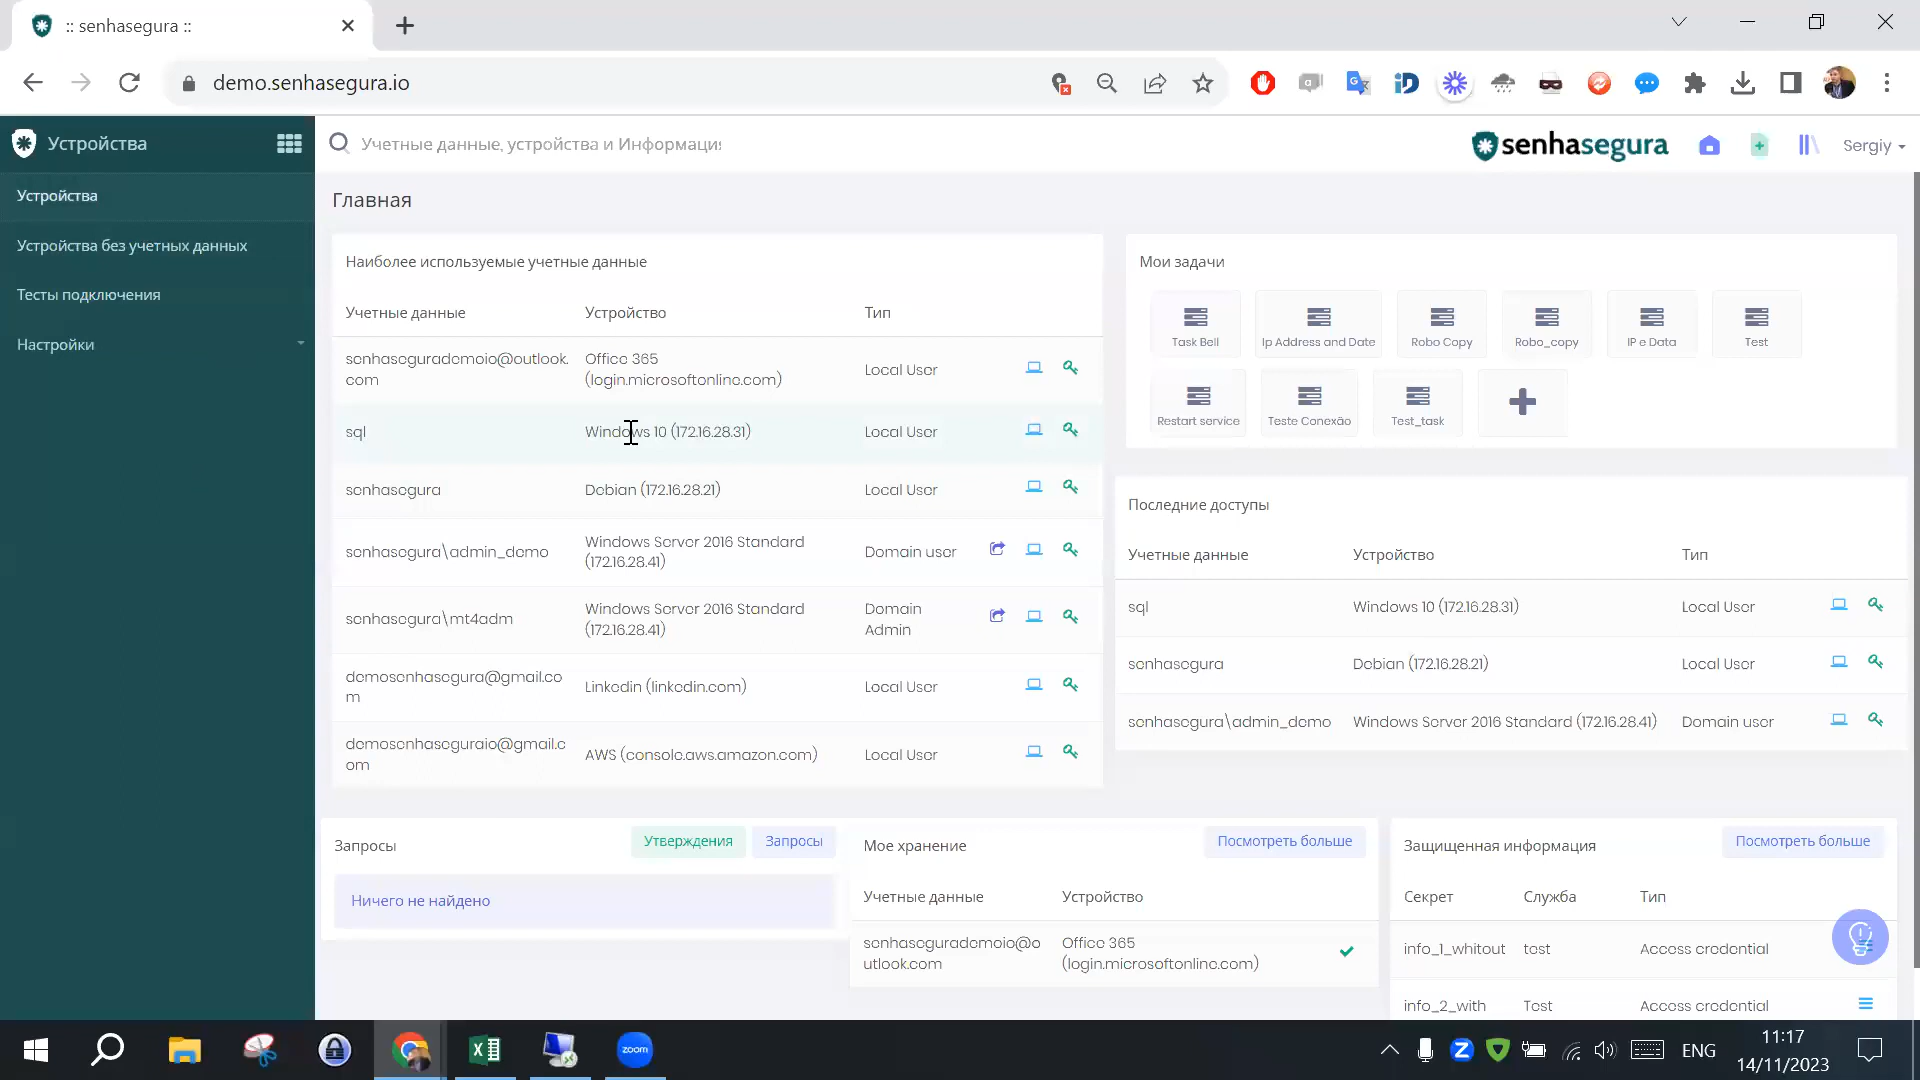 :: senhasegura ::
demo.senhasegura.io
Устройства
Учетные данные, устройства и Информаци
senhasegura
Sergiy
Устройства
Устройства без учетных данных
Тесты подключения
Настройки
Главная
Наиболее используемые учетные данные
Учетные данные Устройство Тип
senhasegurademoio@outlook.
com
Office 365
(login.microsoftonline.com)
Local User
sql Windows 10 (172.16.28.31) Local User
senhasegura Debian (172.16.28.21) Local User
senhasegura\admin_demo
Windows Server 2016 Standard
(172.16.28.41)
Domain user
senhasegura\mt4adm
Windows Server 2016 Standard
(172.16.28.41)
Domain
Admin
demosenhasegura@gmail.co
m
Linkedin (linkedin.com) Local User
demosenhaseguraio@gmail.c
om
AWS (console.aws.amazon.com) Local User
Мои задачи
Task Bell
Ip Address and Date
Robo Copy
Robo_copy
IP e Data
Test
Restart service
Teste Conexão
Test_task
Последние доступы
Учетные данные Устройство Тип
sql Windows 10 (172.16.28.31) Local User
senhasegura Debian (172.16.28.21) Local User
senhasegura\admin_demo Windows Server 2016 Standard (172.16.28.41) Domain user
Запросы
Утверждения
Запросы
Ничего не найдено
Мое хранение
Посмотреть больше
Учетные данные Устройство
senhasegurademoio@o
utlook.com
Office 365
(login.microsoftonline.com)
Защищенная информация
Посмотреть больше
Секрет Служба Тип
info_1_whitout test Access credential
info_2_with Test Access credential
zoom
ENG
11:17
14/11/2023